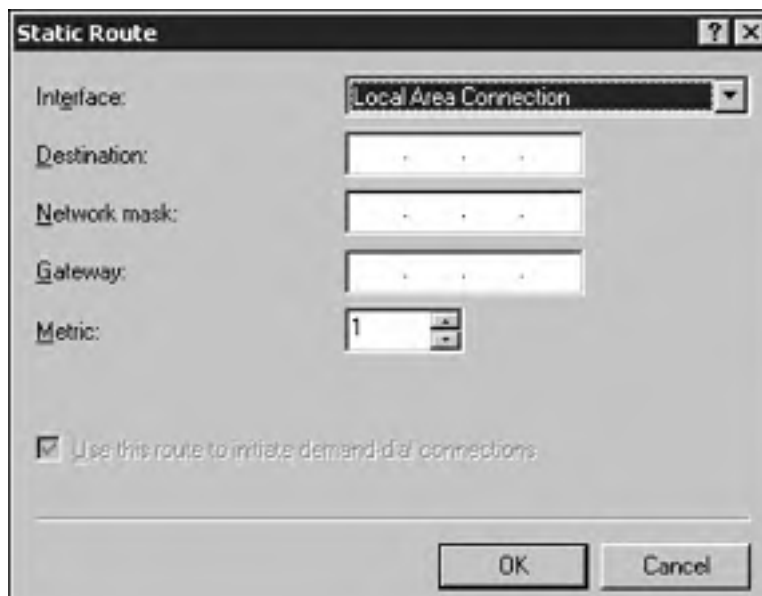 Static Route
Interface: Local Area Connection
Destination: . . .
Network mask: . . .
Gateway: . . .
Metric: 1
Use this route to initiate demand-dial connections
OK Cancel